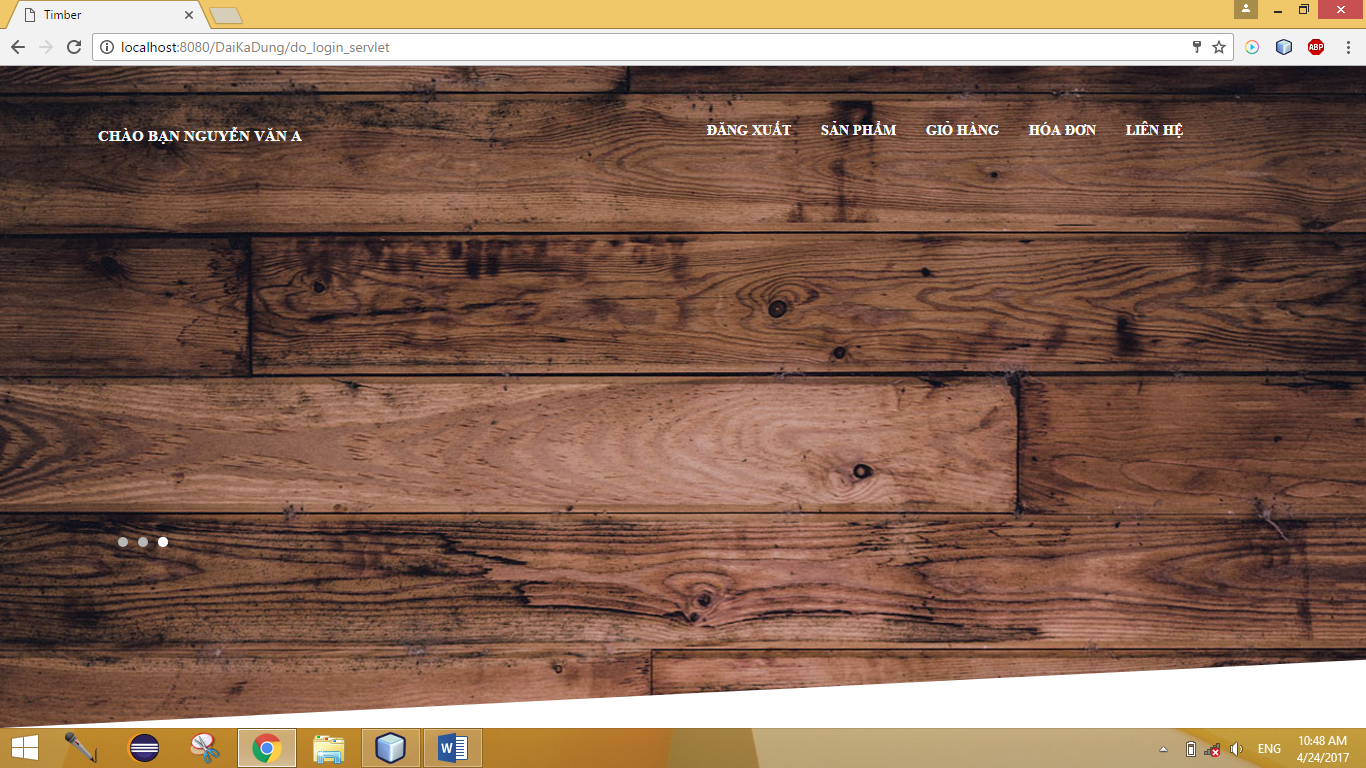 Timber
localhost:8080/DaiKaDung/do_login_servlet
ABP
CHÀO BẠN NGUYỄN VĂN A
ĐĂNG XUẤT SẢN PHẨM GIỎ HÀNG HÓA ĐƠN LIÊN HỆ
W
ENG
10:48 AM
4/24/2017